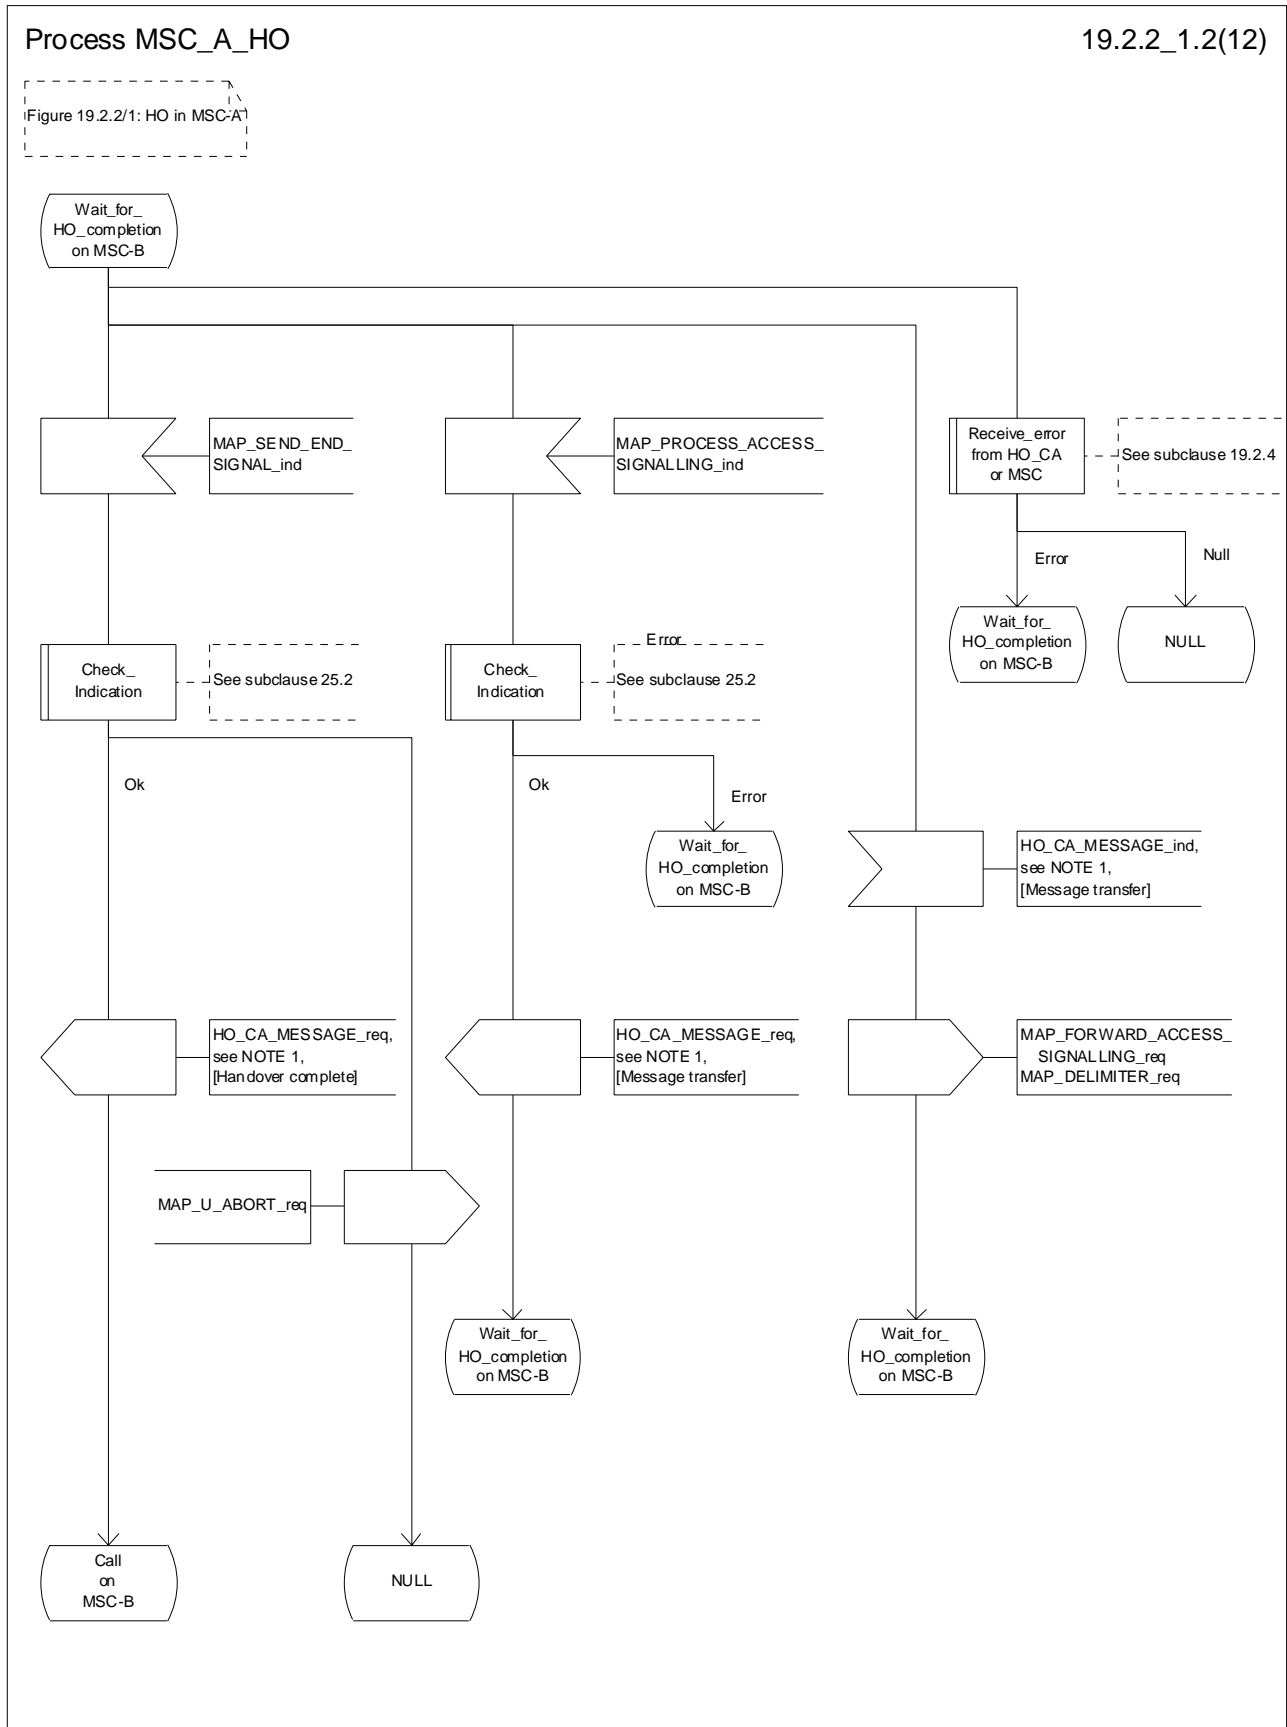 Process MSC_A_HO
19.2.2_1.2(12)
Figure 19.2.2/1: HO in MSC-A
Wait_for_
HO_completion
on MSC-B
MAP_SEND_END_
SIGNAL_ind
MAP_PROCESS_ACCESS_
SIGNALLING_ind
Receive_error
from HO_CA
or MSC
See subclause 19.2.4
Error
Null
Wait_for_
HO_completion
on MSC-B
NULL
Check_
Indication
See subclause 25.2
Error
Check_
Indication
See subclause 25.2
Ok
Ok
Error
Wait_for_
HO_completion
on MSC-B
HO_CA_MESSAGE_ind,
see NOTE 1,
[Message transfer]
HO_CA_MESSAGE_req,
see NOTE 1,
[Handover complete]
HO_CA_MESSAGE_req,
see NOTE 1,
[Message transfer]
MAP_FORWARD_ACCESS_
SIGNALLING_req
MAP_DELIMITER_req
MAP_U_ABORT_req
Wait_for_
HO_completion
on MSC-B
Wait_for_
HO_completion
on MSC-B
Call
on
MSC-B
NULL